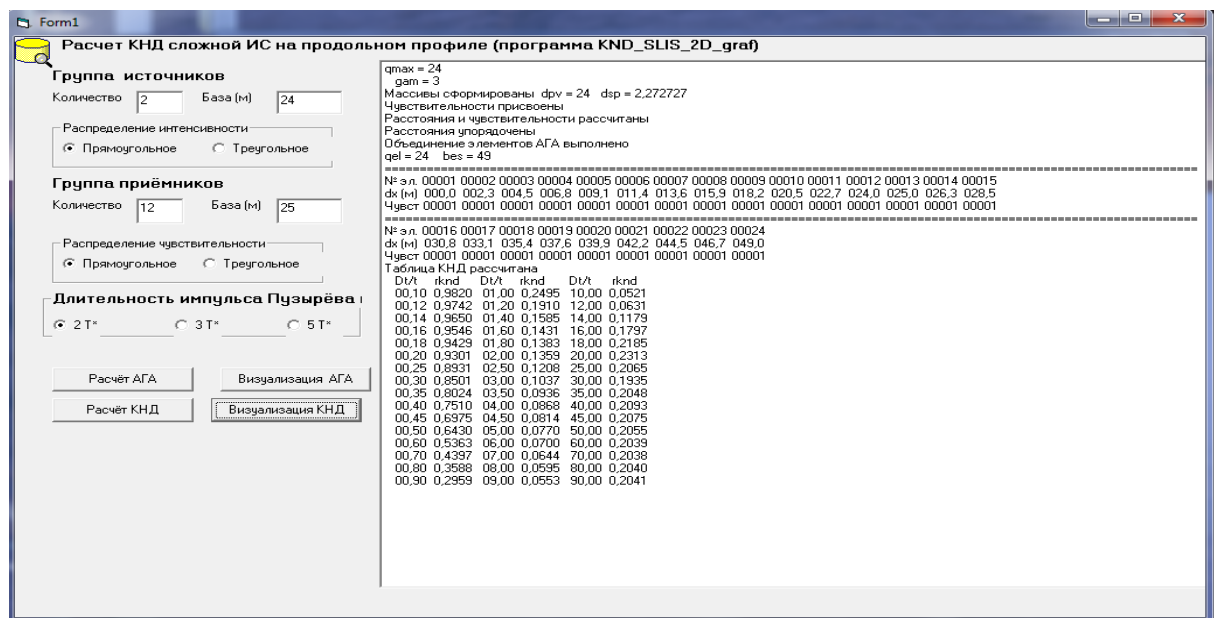 Form1
Расчет КНД сложной ИС на продольном профиле (программа KND_SLIS_2D_graf)
Группа источников
Количество 2 База (м) 24
Распределение интенсивности
Прямоугольное Треугольное
Группа приёмников
Количество 12 База (м) 25
Распределение чувствительности
Прямоугольное Треугольное
Длительность импульса Пузырёва
2 T* 3 T* 5 T*
Расчёт АГА Визуализация АГА
Расчёт КНД Визуализация КНД
qmax = 24
gam = 3
Массивы сформированы dpv = 24 dsp = 2,272727
Чувствительности присвоены
Расстояния и чувствительности рассчитаны
Расстояния упорядочены
Объединение элементов АГА выполнено
qel = 24 bes = 49
№ эл. 00001 00002 00003 00004 00005 00006 00007 00008 00009 00010 00011 00012 00013 00014 00015
dx (м) 000,0 002,3 004,5 006,8 009,1 011,4 013,6 015,9 018,2 020,5 022,7 024,0 025,0 026,3 028,5
Чувст 00001 00001 00001 00001 00001 00001 00001 00001 00001 00001 00001 00001 00001 00001 00001
№ эл. 00016 00017 00018 00019 00020 00021 00022 00023 00024
dx (м) 030,8 033,1 035,4 037,6 039,9 042,2 044,5 046,7 049,0
Чувст 00001 00001 00001 00001 00001 00001 00001 00001 00001
Таблица КНД рассчитана
Dt/t rknd Dt/t rknd Dt/t rknd
00,10 0,9820 01,00 0,2495 10,00 0,0521
00,12 0,9742 01,20 0,1910 12,00 0,0631
00,14 0,9650 01,40 0,1585 14,00 0,1179
00,16 0,9546 01,60 0,1431 16,00 0,1797
00,18 0,9429 01,80 0,1383 18,00 0,2185
00,20 0,9301 02,00 0,1359 20,00 0,2313
00,25 0,8931 02,50 0,1208 25,00 0,2065
00,30 0,8501 03,00 0,1037 30,00 0,1935
00,35 0,8024 03,50 0,0936 35,00 0,2048
00,40 0,7510 04,00 0,0868 40,00 0,2093
00,45 0,6975 04,50 0,0814 45,00 0,2075
00,50 0,6430 05,00 0,0770 50,00 0,2055
00,60 0,5363 06,00 0,0700 60,00 0,2039
00,70 0,4397 07,00 0,0644 70,00 0,2038
00,80 0,3588 08,00 0,0595 80,00 0,2040
00,90 0,2959 09,00 0,0553 90,00 0,2041